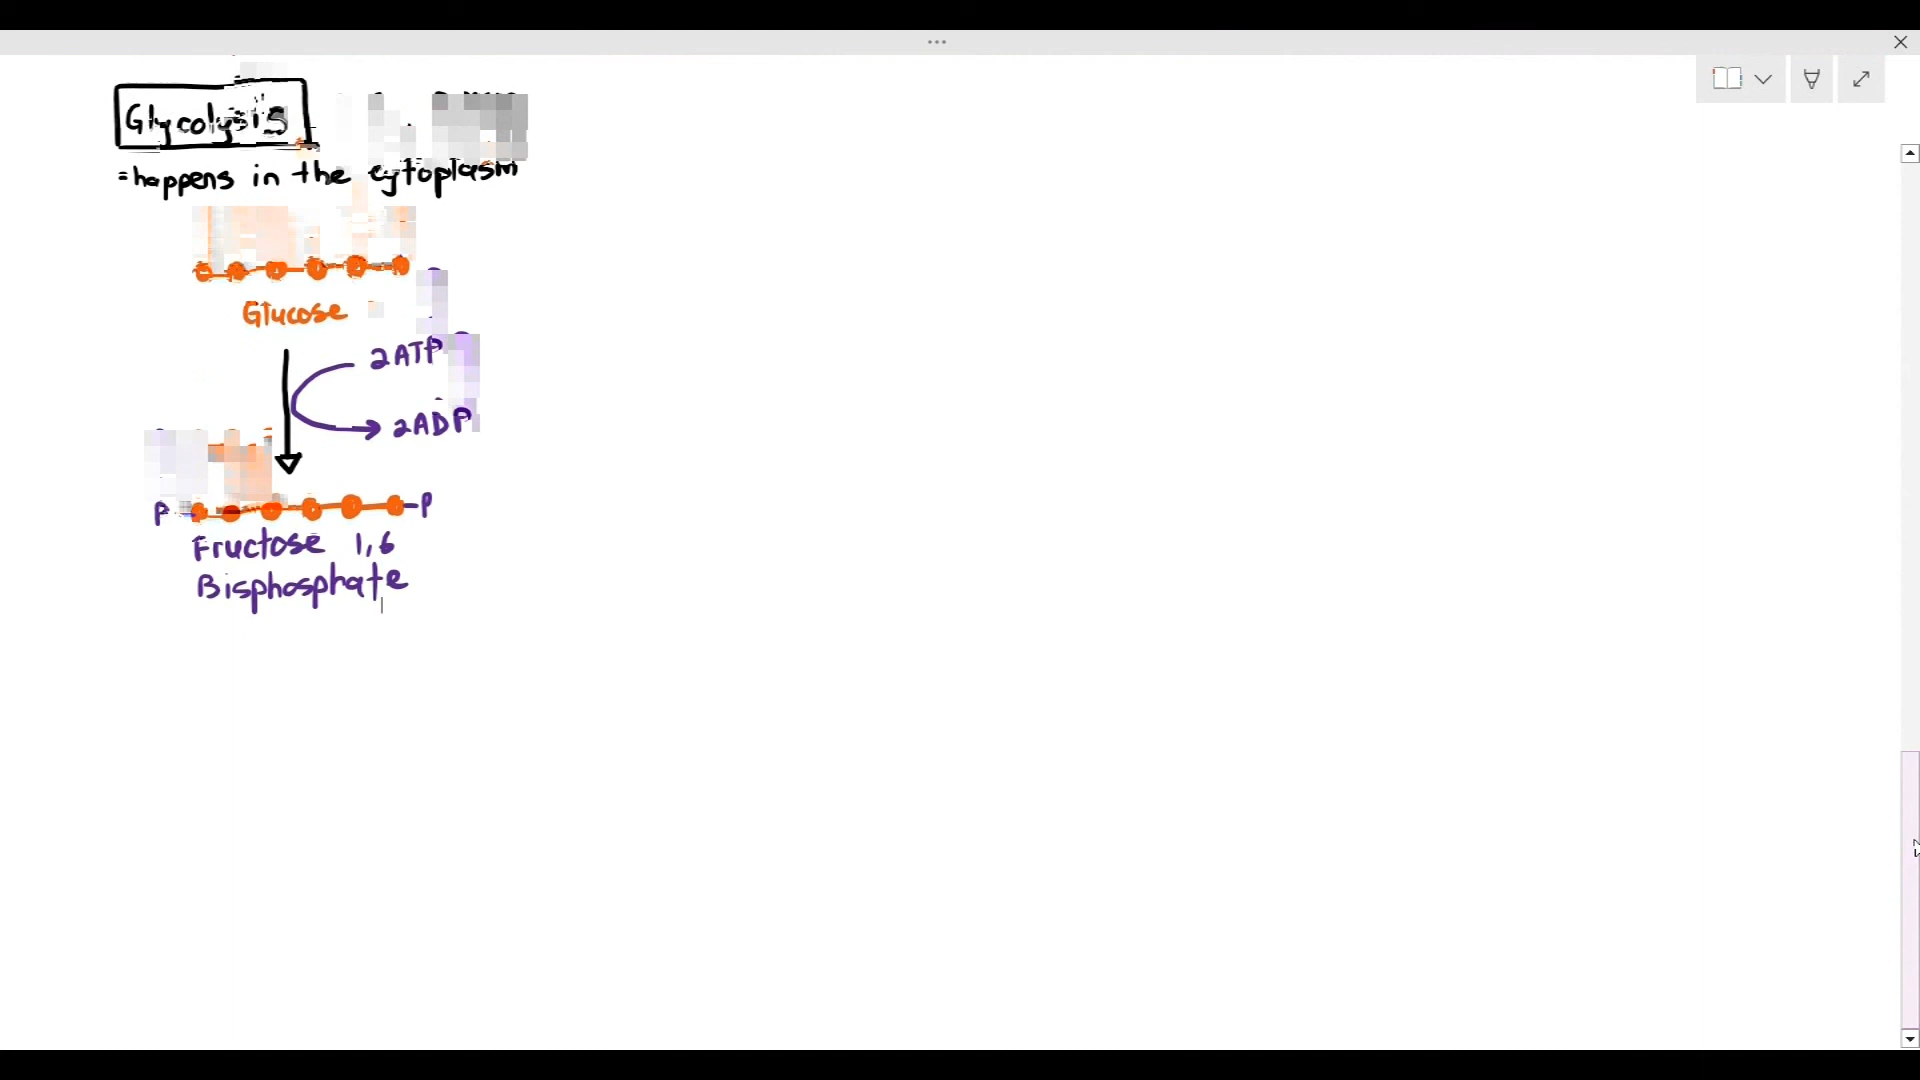 Glycolysis
=happens in the cytoplasm
Glucose
2ATP
2ADP
P P
Fructose 1,6
Bisphosphate